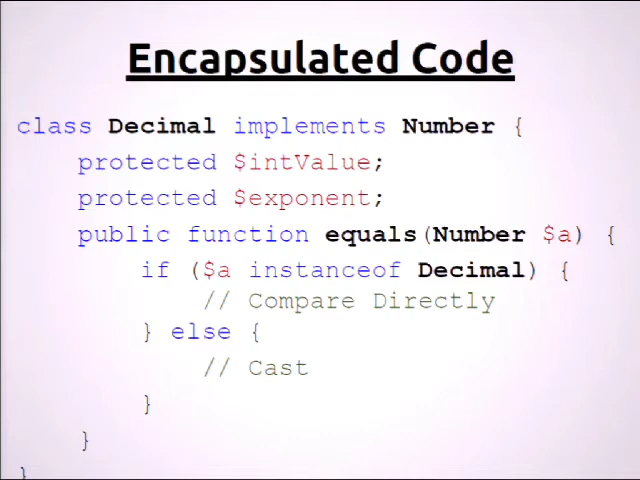 Encapsulated Code
class Decimal implements Number {
protected $intValue;
protected $exponent;
public function equals(Number $a) {
if ($a instanceof Decimal) {
// Compare Directly
} else {
// Cast
}
}
}